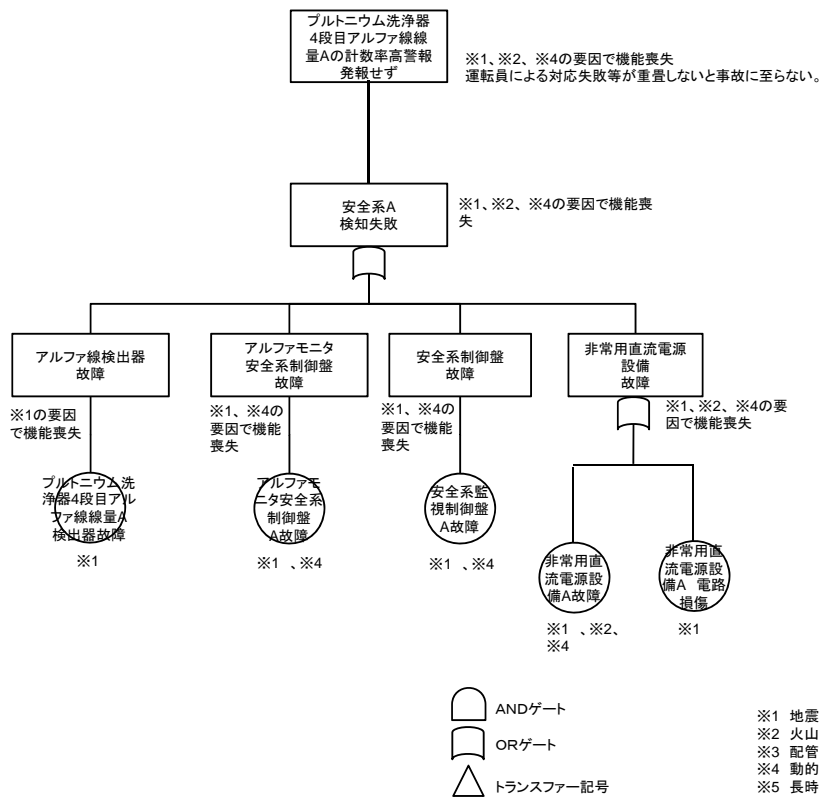 プルトニウム洗浄器
4段目アルファ線線
量Aの計数率高警報
発報せず
※1、※2、※4の要因で機能喪失
運転員による対応失敗等が重畳しないと事故に至らない。
安全系A
検知失敗
※1、※2、※4の要因で機能喪
失
アルファ線検出器
故障
アルファモニタ
安全系制御盤
故障
安全系制御盤
故障
非常用直流電源
設備
故障
※1の要因
で機能喪失
※1、※4の
要因で機能
喪失
※1、※4の
要因で機能
喪失
※1、※2、※4の要
因で機能喪失
プルトニウム洗
浄器4段目アル
ファ線線量A
検出器故障
※1
アルファモ
ニタ安全系
制御盤
A故障
※1、※4
安全系監
視制御盤
A故障
※1、※4
非常用直
流電源設
備A故障
※1、※2、
※4
非常用直
流電源設
備A 電路
損傷
※1
ANDゲート
ORゲート
トランスファー記号
※1 地震
※2 火山
※3 配管
※4 動的
※5 長時